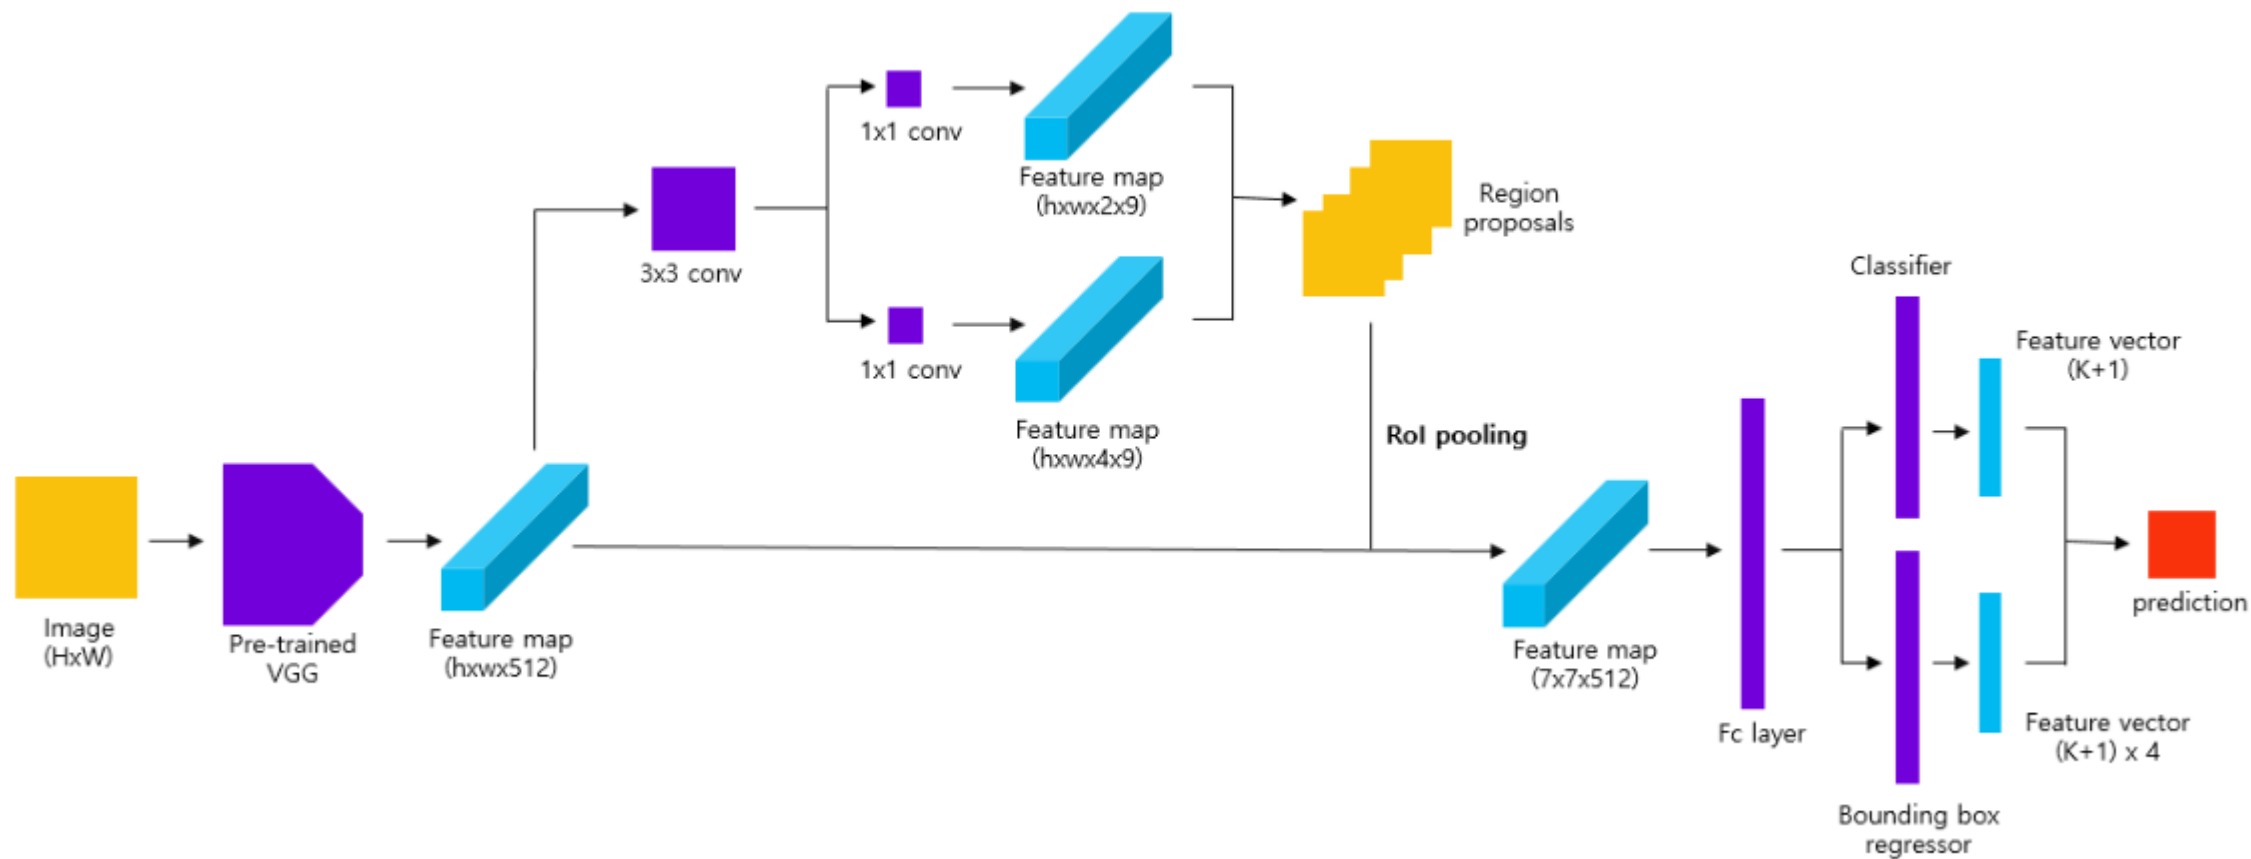 1x1 conv
Feature map
(hxwx2x9)
Region
proposals
3x3 conv
1x1 conv
Feature map
(hxwx4x9)
RoI pooling
Image
(HxW)
Pre-trained
VGG
Feature map
(hxwx512)
Feature map
(7x7x512)
Fc layer
Classifier
Feature vector
(K+1)
Bounding box
regressor
Feature vector
(K+1) x 4
prediction